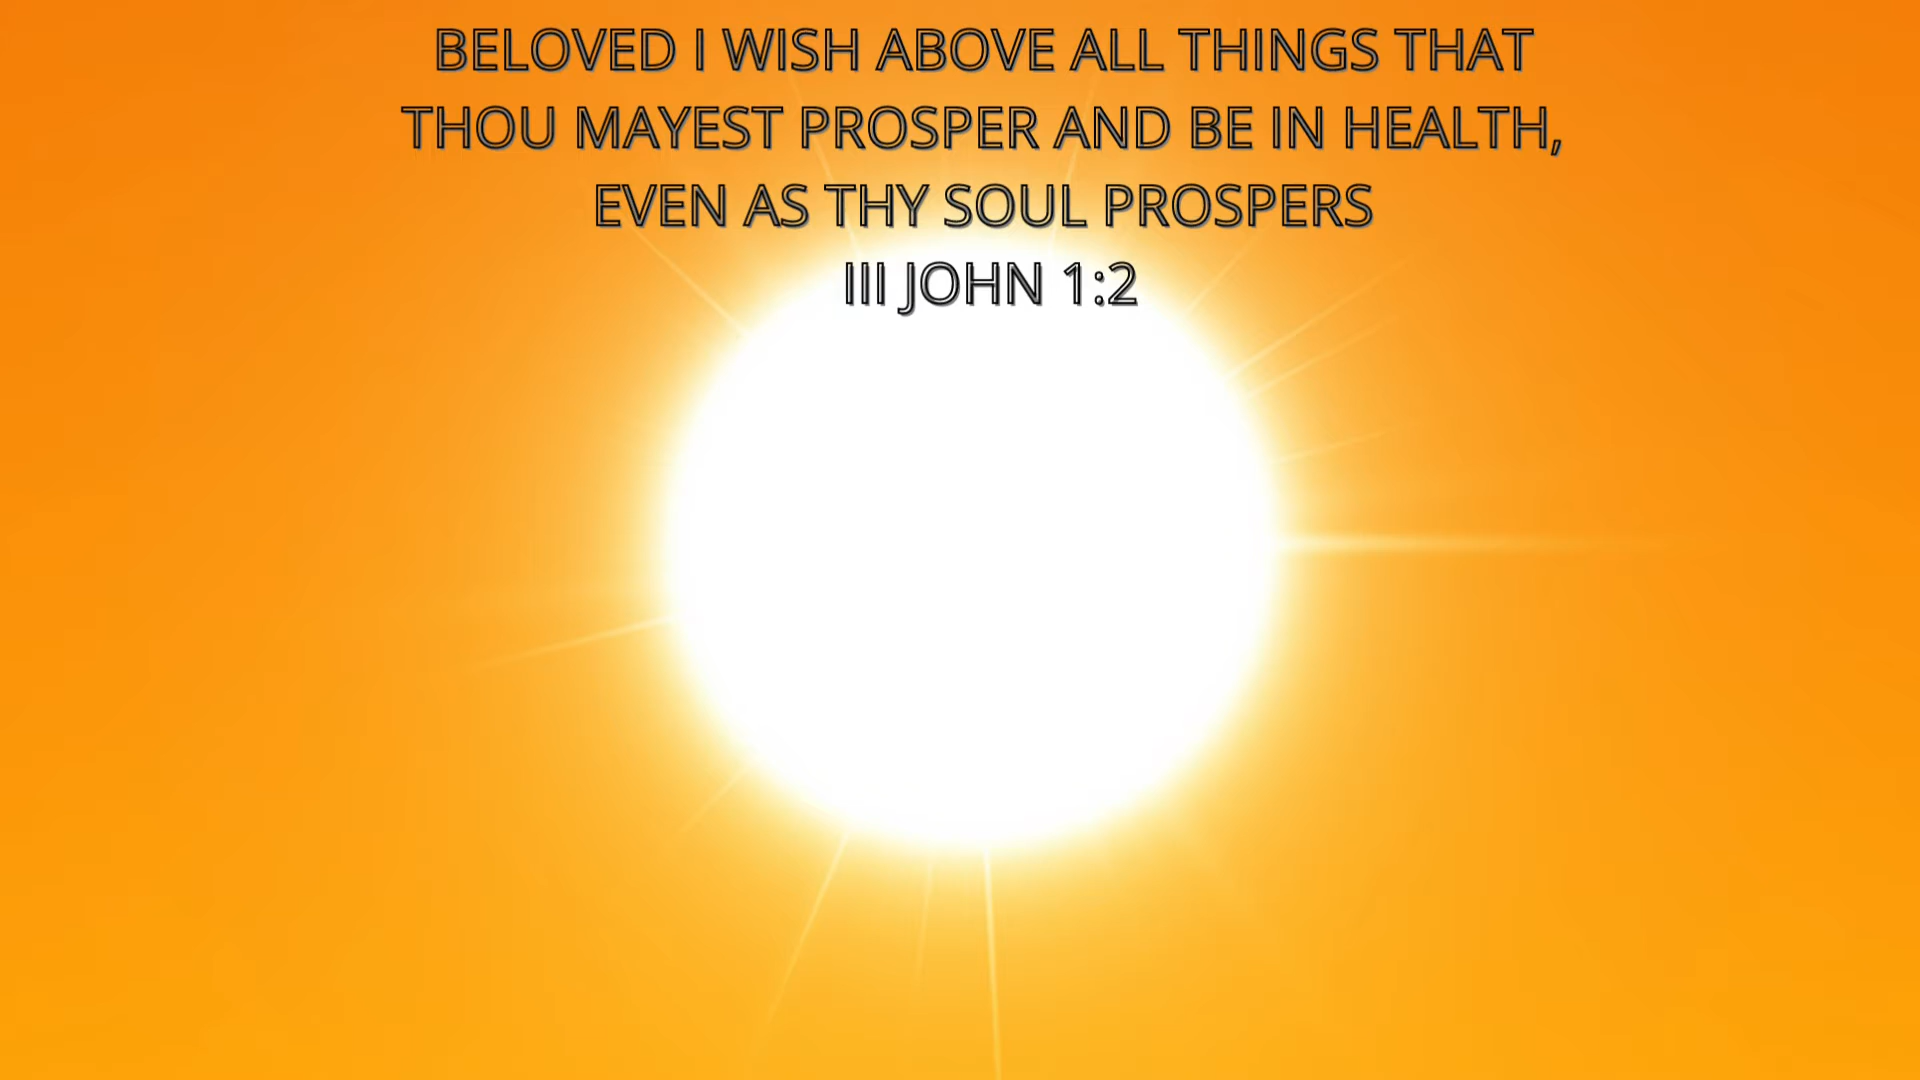 BELOVED I WISH ABOVE ALL THINGS THAT
THOU MAYEST PROSPER AND BE IN HEALTH,
EVEN AS THY SOUL PROSPERS
III JOHN 1:2